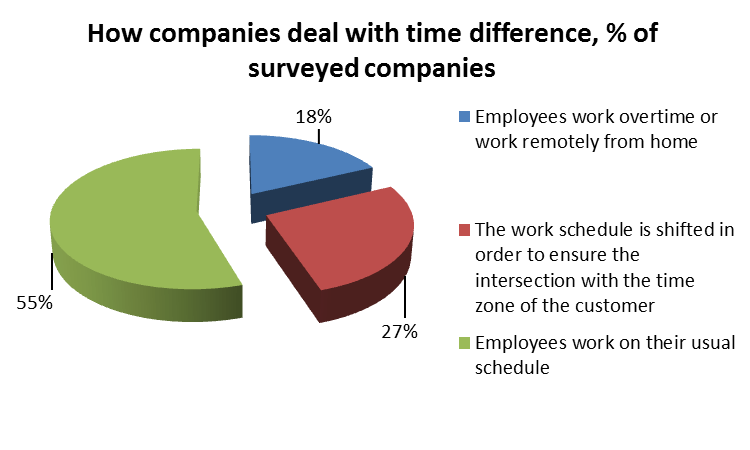 How companies deal with time difference, % of
surveyed companies
18%
55%
27%
Employees work overtime or
work remotely from home
The work schedule is shifted in
order to ensure the
intersection with the time
zone of the customer
Employees work on their usual
schedule